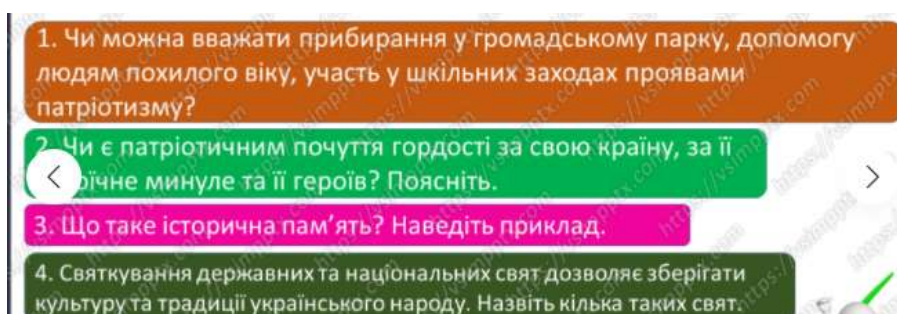 1. Чи можна вважати прибирання у громадському парку, допомогу
людям похилого віку, участь у шкільних заходах проявами
патріотизму?
2. Чи є патріотичним почуття гордості за свою країну, за її
річне минуле та її героїв? Поясніть.
3. Що таке історична пам’ять? Наведіть приклад.
4. Святкування державних та національних свят дозволяє зберігати
культуру та традиції українського народу. Назвіть кілька таких свят.